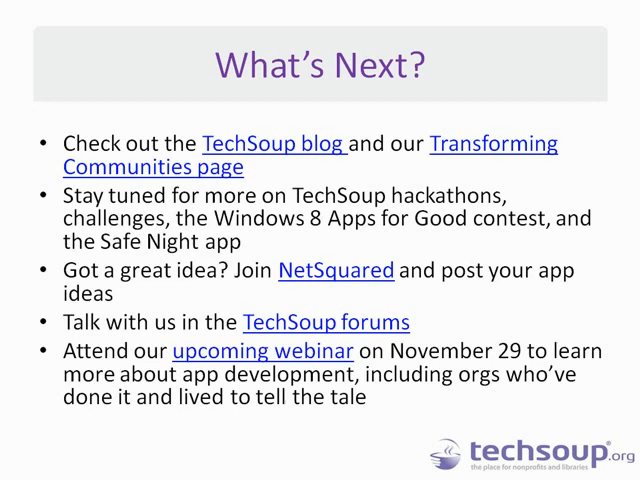 What's Next?
• Check out the TechSoup blog and our Transforming
Communities page
• Stay tuned for more on TechSoup hackathons,
challenges, the Windows 8 Apps for Good contest, and
the Safe Night app
• Got a great idea? Join NetSquared and post your app
ideas
• Talk with us in the TechSoup forums
• Attend our upcoming webinar on November 29 to learn
more about app development, including orgs who've
done it and lived to tell the tale
techsoup®.org
the place for nonprofits and libraries